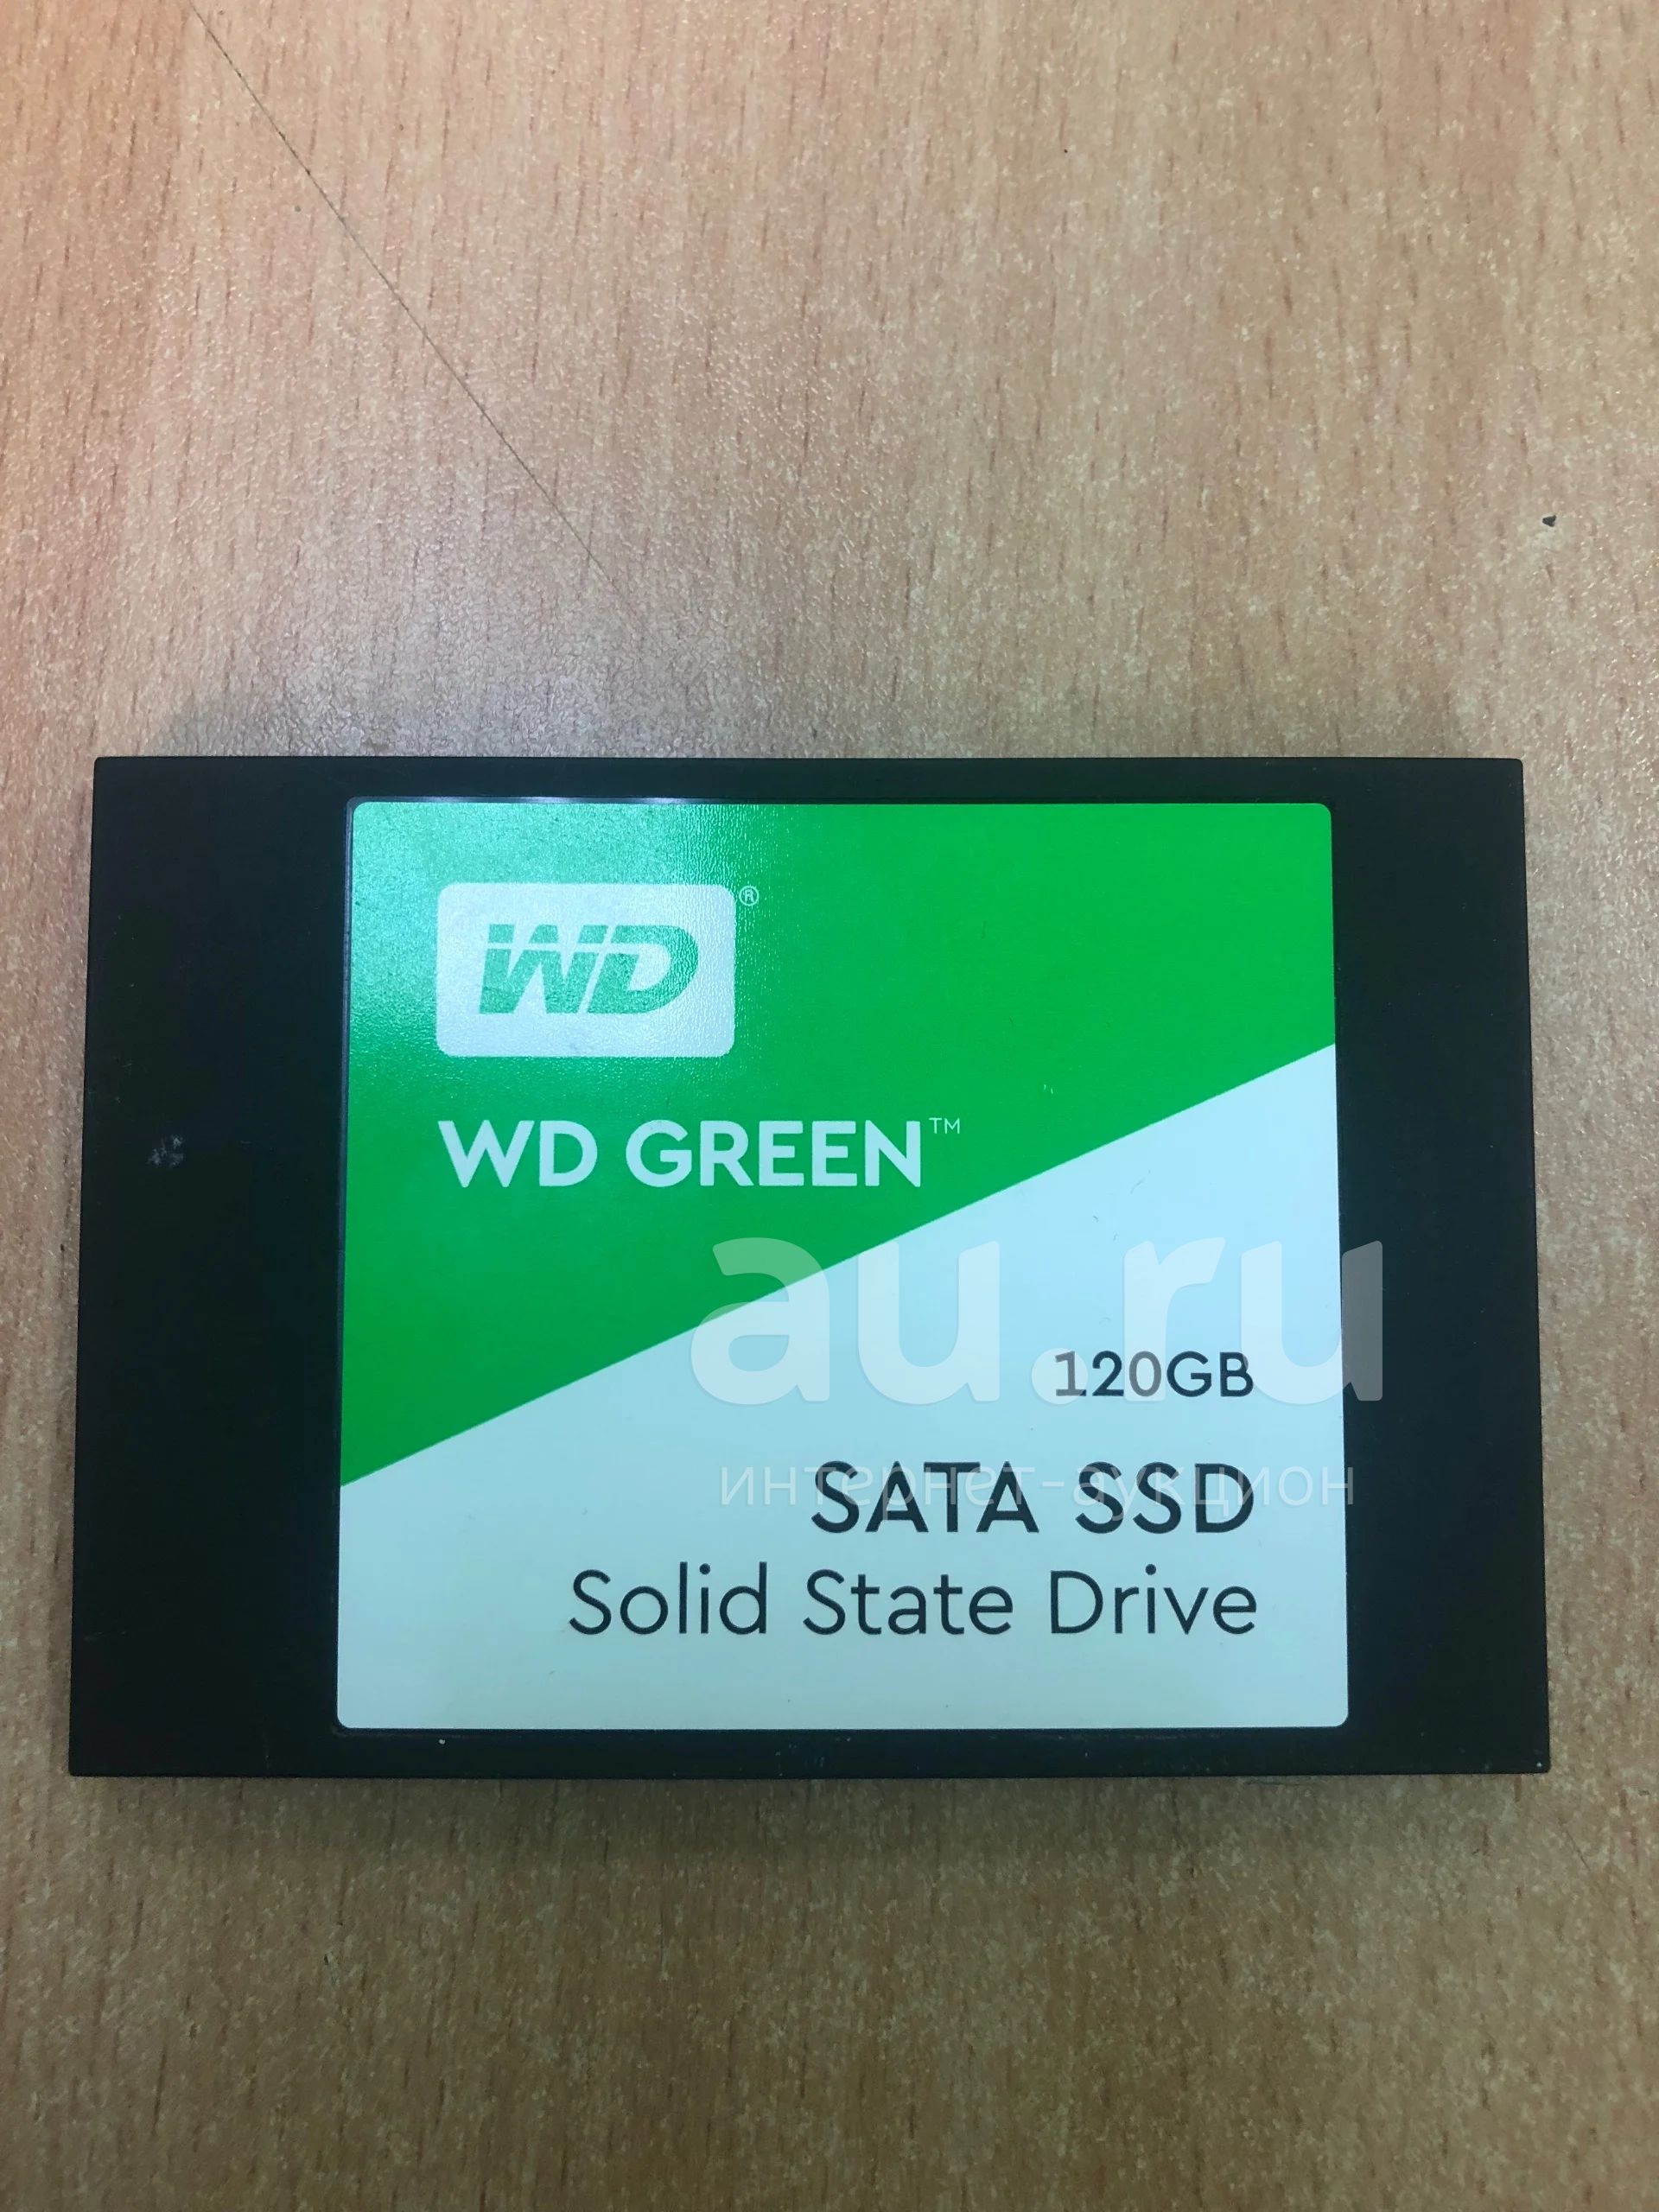 WD®
WD GREEN™
au.ru
120GB
интернет-аукцион
SATA SSD
Solid State Drive